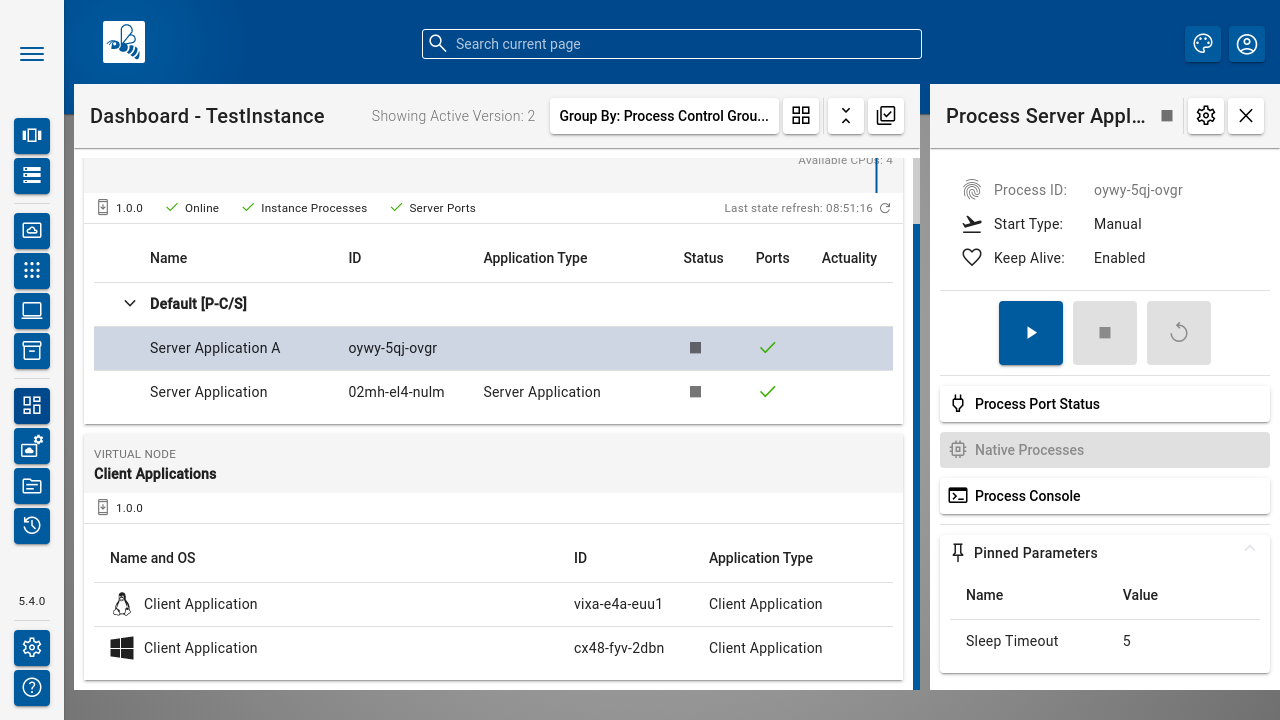 Search current page
Dashboard - TestInstance
Showing Active Version: 2
Group By: Process Control Grou...
Available CPUs: 4
1.0.0
Online
Instance Processes
Server Ports
Last state refresh: 08:51:16
Name ID Application Type Status Ports Actuality
Default [P-C/S]
Server Application A oywy-5qj-ovgr
Server Application 02mh-el4-nulm Server Application
VIRTUAL NODE
Client Applications
1.0.0
Name and OS ID Application Type
Client Application vixa-e4a-euu1 Client Application
Client Application cx48-fyv-2dbn Client Application
5.4.0
Process Server Appl...
Process ID: oywy-5qj-ovgr
Start Type: Manual
Keep Alive: Enabled
Process Port Status
Native Processes
Process Console
Pinned Parameters
Name Value
Sleep Timeout 5